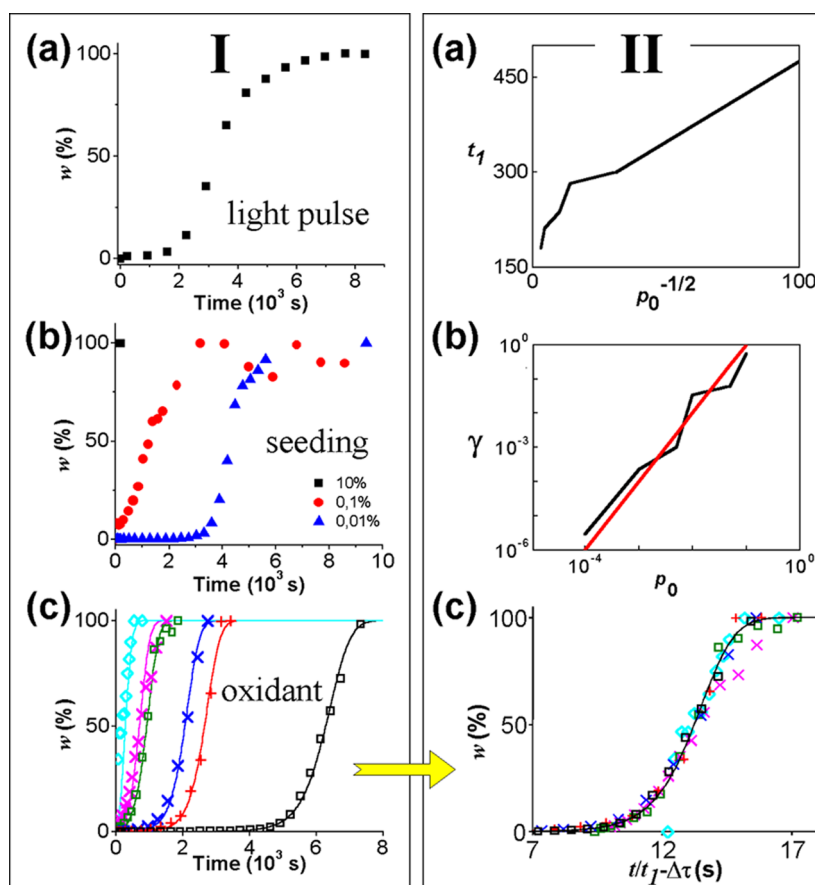 I
(a)
100
50
0
w (%)
light pulse
0 2 4 6 8
Time (10³ s)
(b)
100
50
0
w (%)
seeding
10%
0,1%
0,01%
0 2 4 6 8 10
Time (10³ s)
(c)
100
50
0
w (%)
oxidant
0 2 4 6 8
Time (10³ s)
II
(a)
450
300
150
t₁
0 100
p₀⁻¹/²
(b)
10⁰
10⁻³
10⁻⁶
γ
10⁻⁴ 10⁰
p₀
(c)
100
50
0
w (%)
7 12 17
t/t₁-Δτ (s)